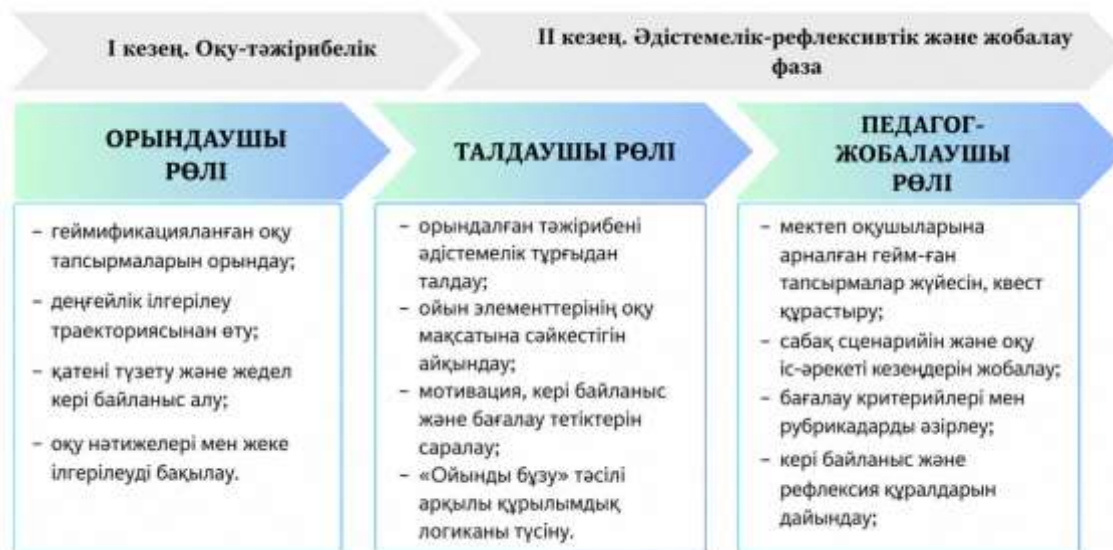 I кезең. Оқу-тәжірибелік
II кезең. Әдістемелік-рефлексивтік және жобалау
фаза
ОРЫНДАУШЫ
РӨЛІ
– геймификацияланған оқу
тапсырмаларын орындау;
– деңгейлік ілгерілеу
траекториясынан өту;
– қатені түзету және жедел
кері байланыс алу;
– оқу нәтижелері мен жеке
ілгерілеуді бақылау.
ТАЛДАУШЫ РӨЛІ
– орындалған тәжірибені
әдістемелік тұрғыдан
талдау;
– ойын элементтерінің оқу
мақсатына сәйкестігін
айқындау;
– мотивация, кері байланыс
және бағалау тетіктерін
саралау;
– «Ойынды бұзу» тәсілі
арқылы құрылымдық
логиканы түсіну.
ПЕДАГОГ-
ЖОБАЛАУШЫ
РӨЛІ
– мектеп оқушыларына
арналған гейм-ған
тапсырмалар жүйесін, квест
құрастыру;
– сабақ сценарийін және оқу
іс-әрекеті кезеңдерін жобалау;
– бағалау критерийлері мен
рубрикадарды әзірлеу;
– кері байланыс және
рефлексия құралдарын
дайындау;